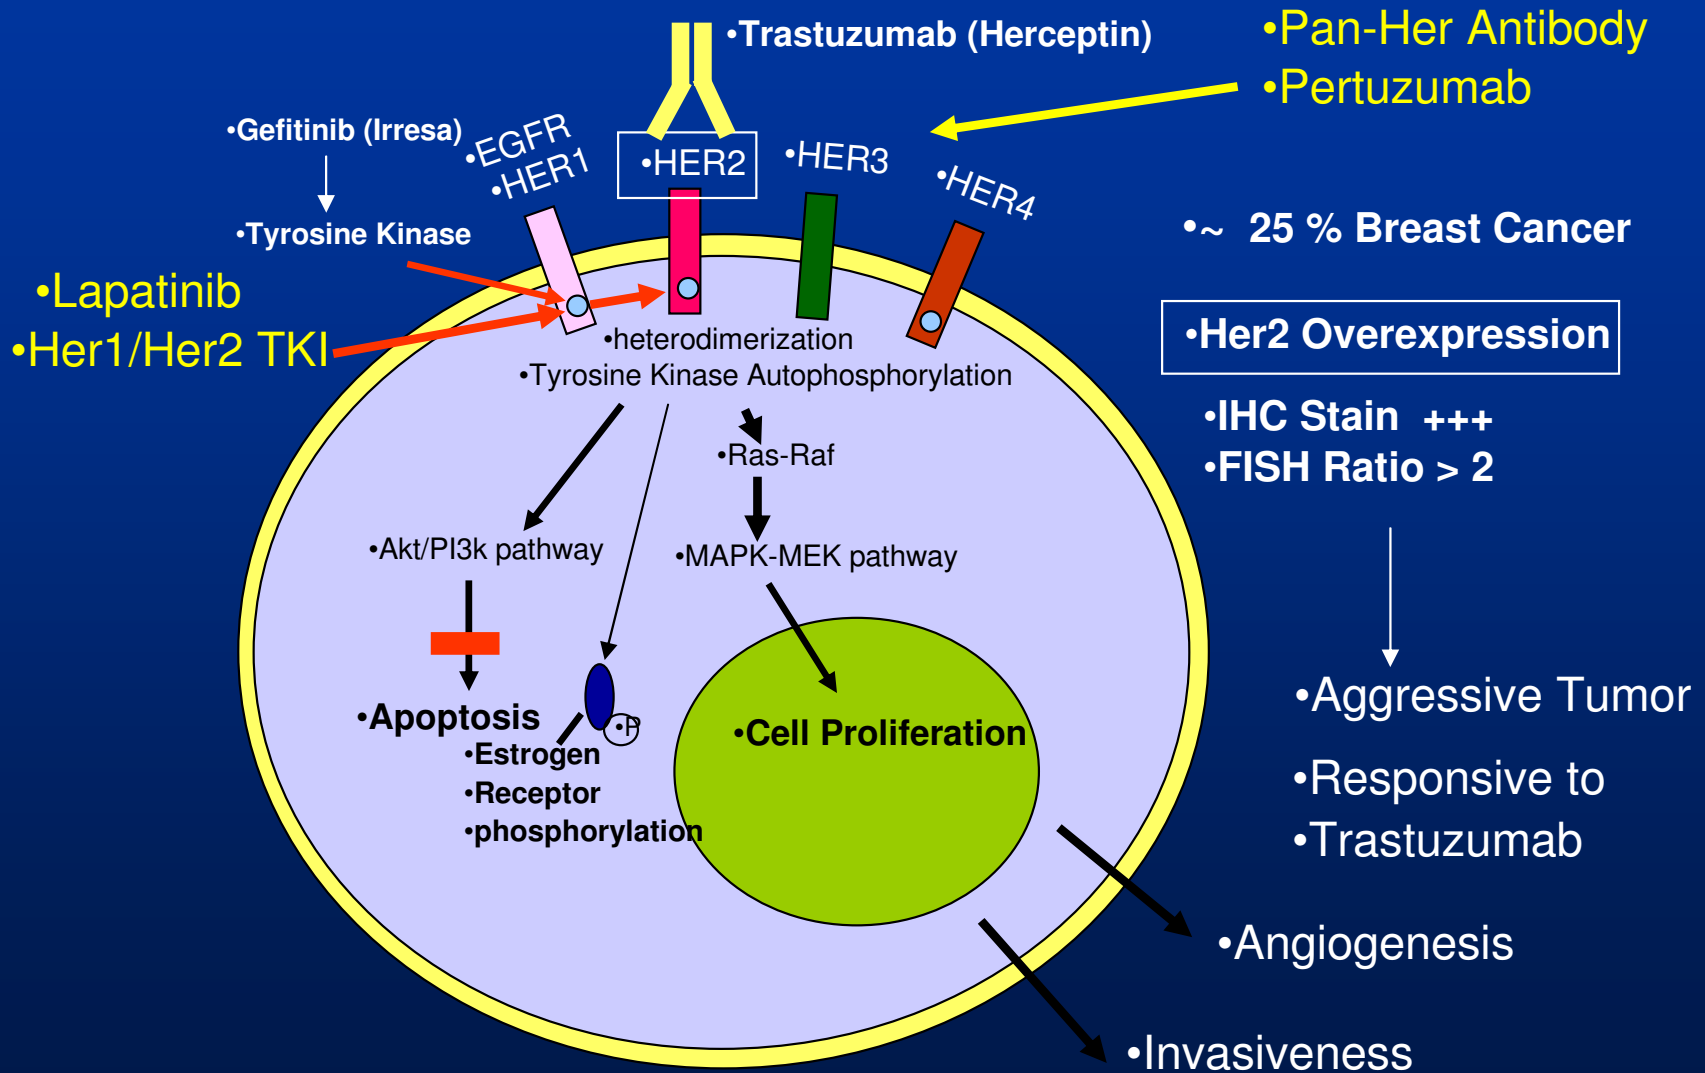 •Trastuzumab (Herceptin)
•Pan-Her Antibody
•Pertuzumab
•Gefitinib (Irresa)
•EGFR
•HER1
•HER2
•HER3
•HER4
•Tyrosine Kinase
•~ 25 % Breast Cancer
•Lapatinib
•Her1/Her2 TKI
•Her2 Overexpression
•heterodimerization
•Tyrosine Kinase Autophosphorylation
•IHC Stain +++
•FISH Ratio > 2
•Ras-Raf
•Akt/PI3k pathway
•MAPK-MEK pathway
•Apoptosis
•P
•Estrogen
•Receptor
•phosphorylation
•Cell Proliferation
•Aggressive Tumor
•Responsive to
•Trastuzumab
•Angiogenesis
•Invasiveness